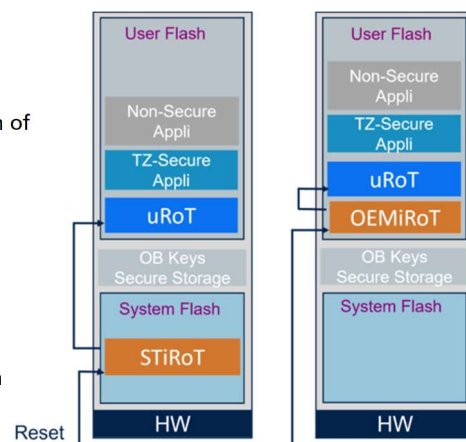 n of
n
Reset
User Flash
Non-Secure
Appli
TZ-Secure
Appli
uRoT
OB Keys
Secure Storage
System Flash
STiRoT
HW
User Flash
Non-Secure
Appli
TZ-Secure
Appli
uRoT
OEMiRoT
OB Keys
Secure Storage
System Flash
HW